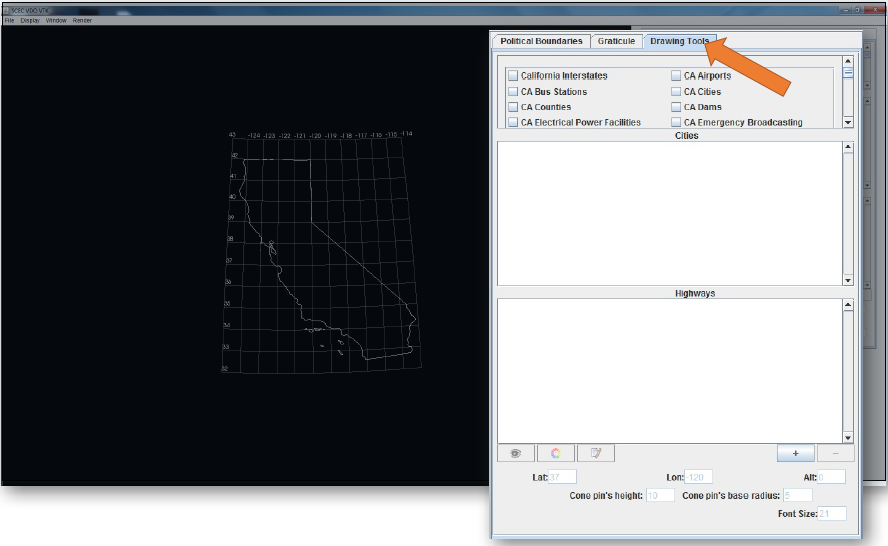 SCEC VDO VTK
File Display Window Render
Political Boundaries Graticule Drawing Tools
California Interstates CA Airports
CA Bus Stations CA Cities
CA Counties CA Dams
CA Electrical Power Facilities CA Emergency Broadcasting
Cities
43 -124 -123 -122 -121 -120 -119 -118 -117 -116 -115 -114
42
41
40
39
38
37
36
35
34
33
32
Highways
+ −
Lat: 37 Lon: -120 Alt: 0
Cone pin's height: 10 Cone pin's base radius: 5
Font Size: 21